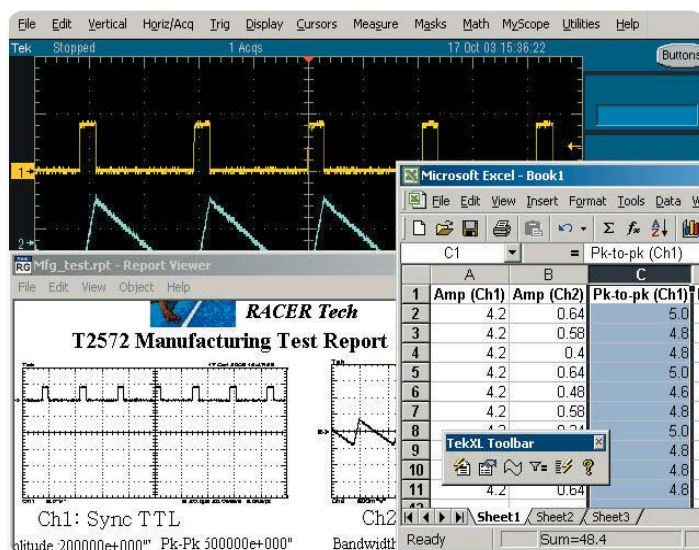 File Edit Vertical Horiz/Acq Trig Display Cursors Measure Masks Math MyScope Utilities Help
Tek Stopped 1 Acqs 17 Oct 03 15:36:22
Buttons
1
2
Microsoft Excel - Book1
File Edit View Insert Format Tools Data W
C1 = Pk-to-pk (Ch1)
A B C
1 Amp (Ch1) Amp (Ch2) Pk-to-pk (Ch1)
2 4.2 0.64 5.0
3 4.2 0.58 4.8
4 4.2 0.4 4.8
5 4.2 0.64 5.0
6 4.2 0.48 4.6
7 4.2 0.58 4.8
8 5.0
9 4.8
10 4.8
11 4.2 0.64 4.8
TekXL Toolbar
Sheet1 Sheet2 Sheet3
Ready Sum=48.4
RG Mfg_test.rpt - Report Viewer
File Edit View Object Help
RACER Tech
T2572 Manufacturing Test Report
Tek
Ch1: Sync TTL
Ch2
plitude :200000e+000" Pk-Pk 500000e+000" Bandwidth